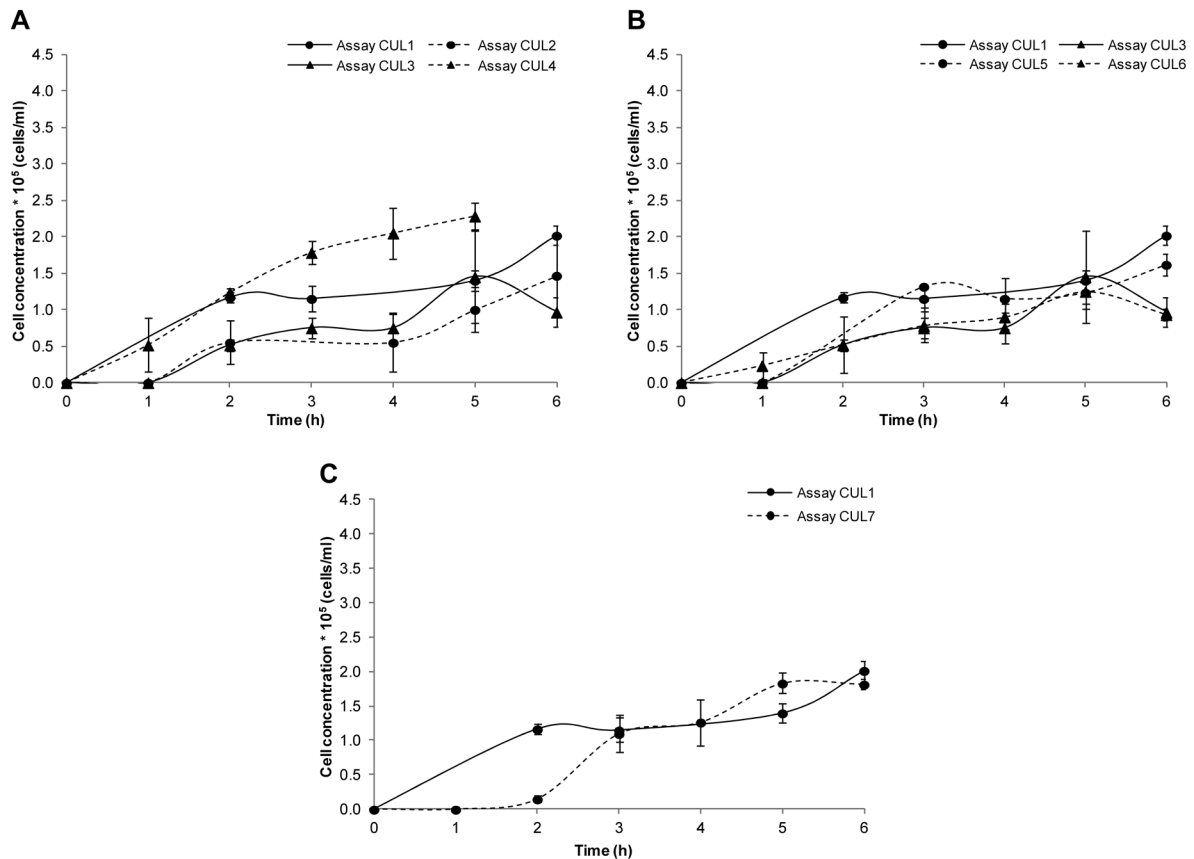 A
Assay CUL1 Assay CUL2
Assay CUL3 Assay CUL4
Cell concentration * 10⁵ (cells/ml)
4.5
4.0
3.5
3.0
2.5
2.0
1.5
1.0
0.5
0.0
0 1 2 3 4 5 6
Time (h)
B
Assay CUL1 Assay CUL3
Assay CUL5 Assay CUL6
Cell concentration * 10⁵ (cells/ml)
4.5
4.0
3.5
3.0
2.5
2.0
1.5
1.0
0.5
0.0
0 1 2 3 4 5 6
Time (h)
C
Assay CUL1
Assay CUL7
Cell concentration * 10⁵ (cells/ml)
4.5
4.0
3.5
3.0
2.5
2.0
1.5
1.0
0.5
0.0
0 1 2 3 4 5 6
Time (h)